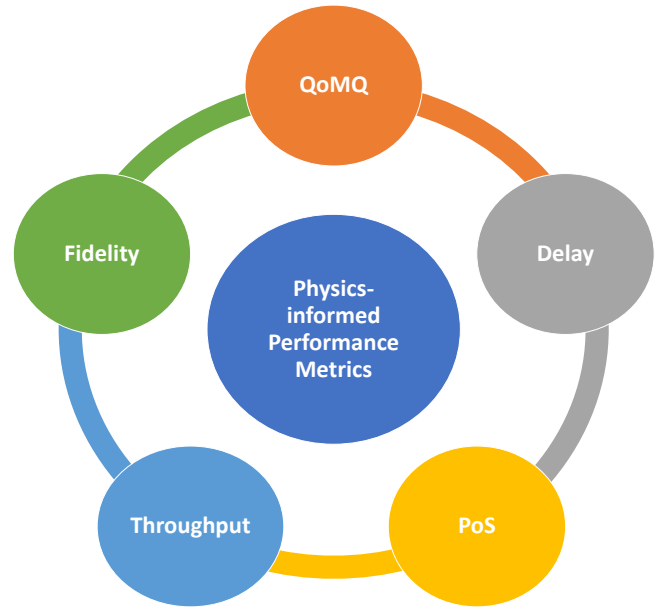 QoMQ
Fidelity
Delay
Physics-
informed
Performance
Metrics
Throughput
PoS